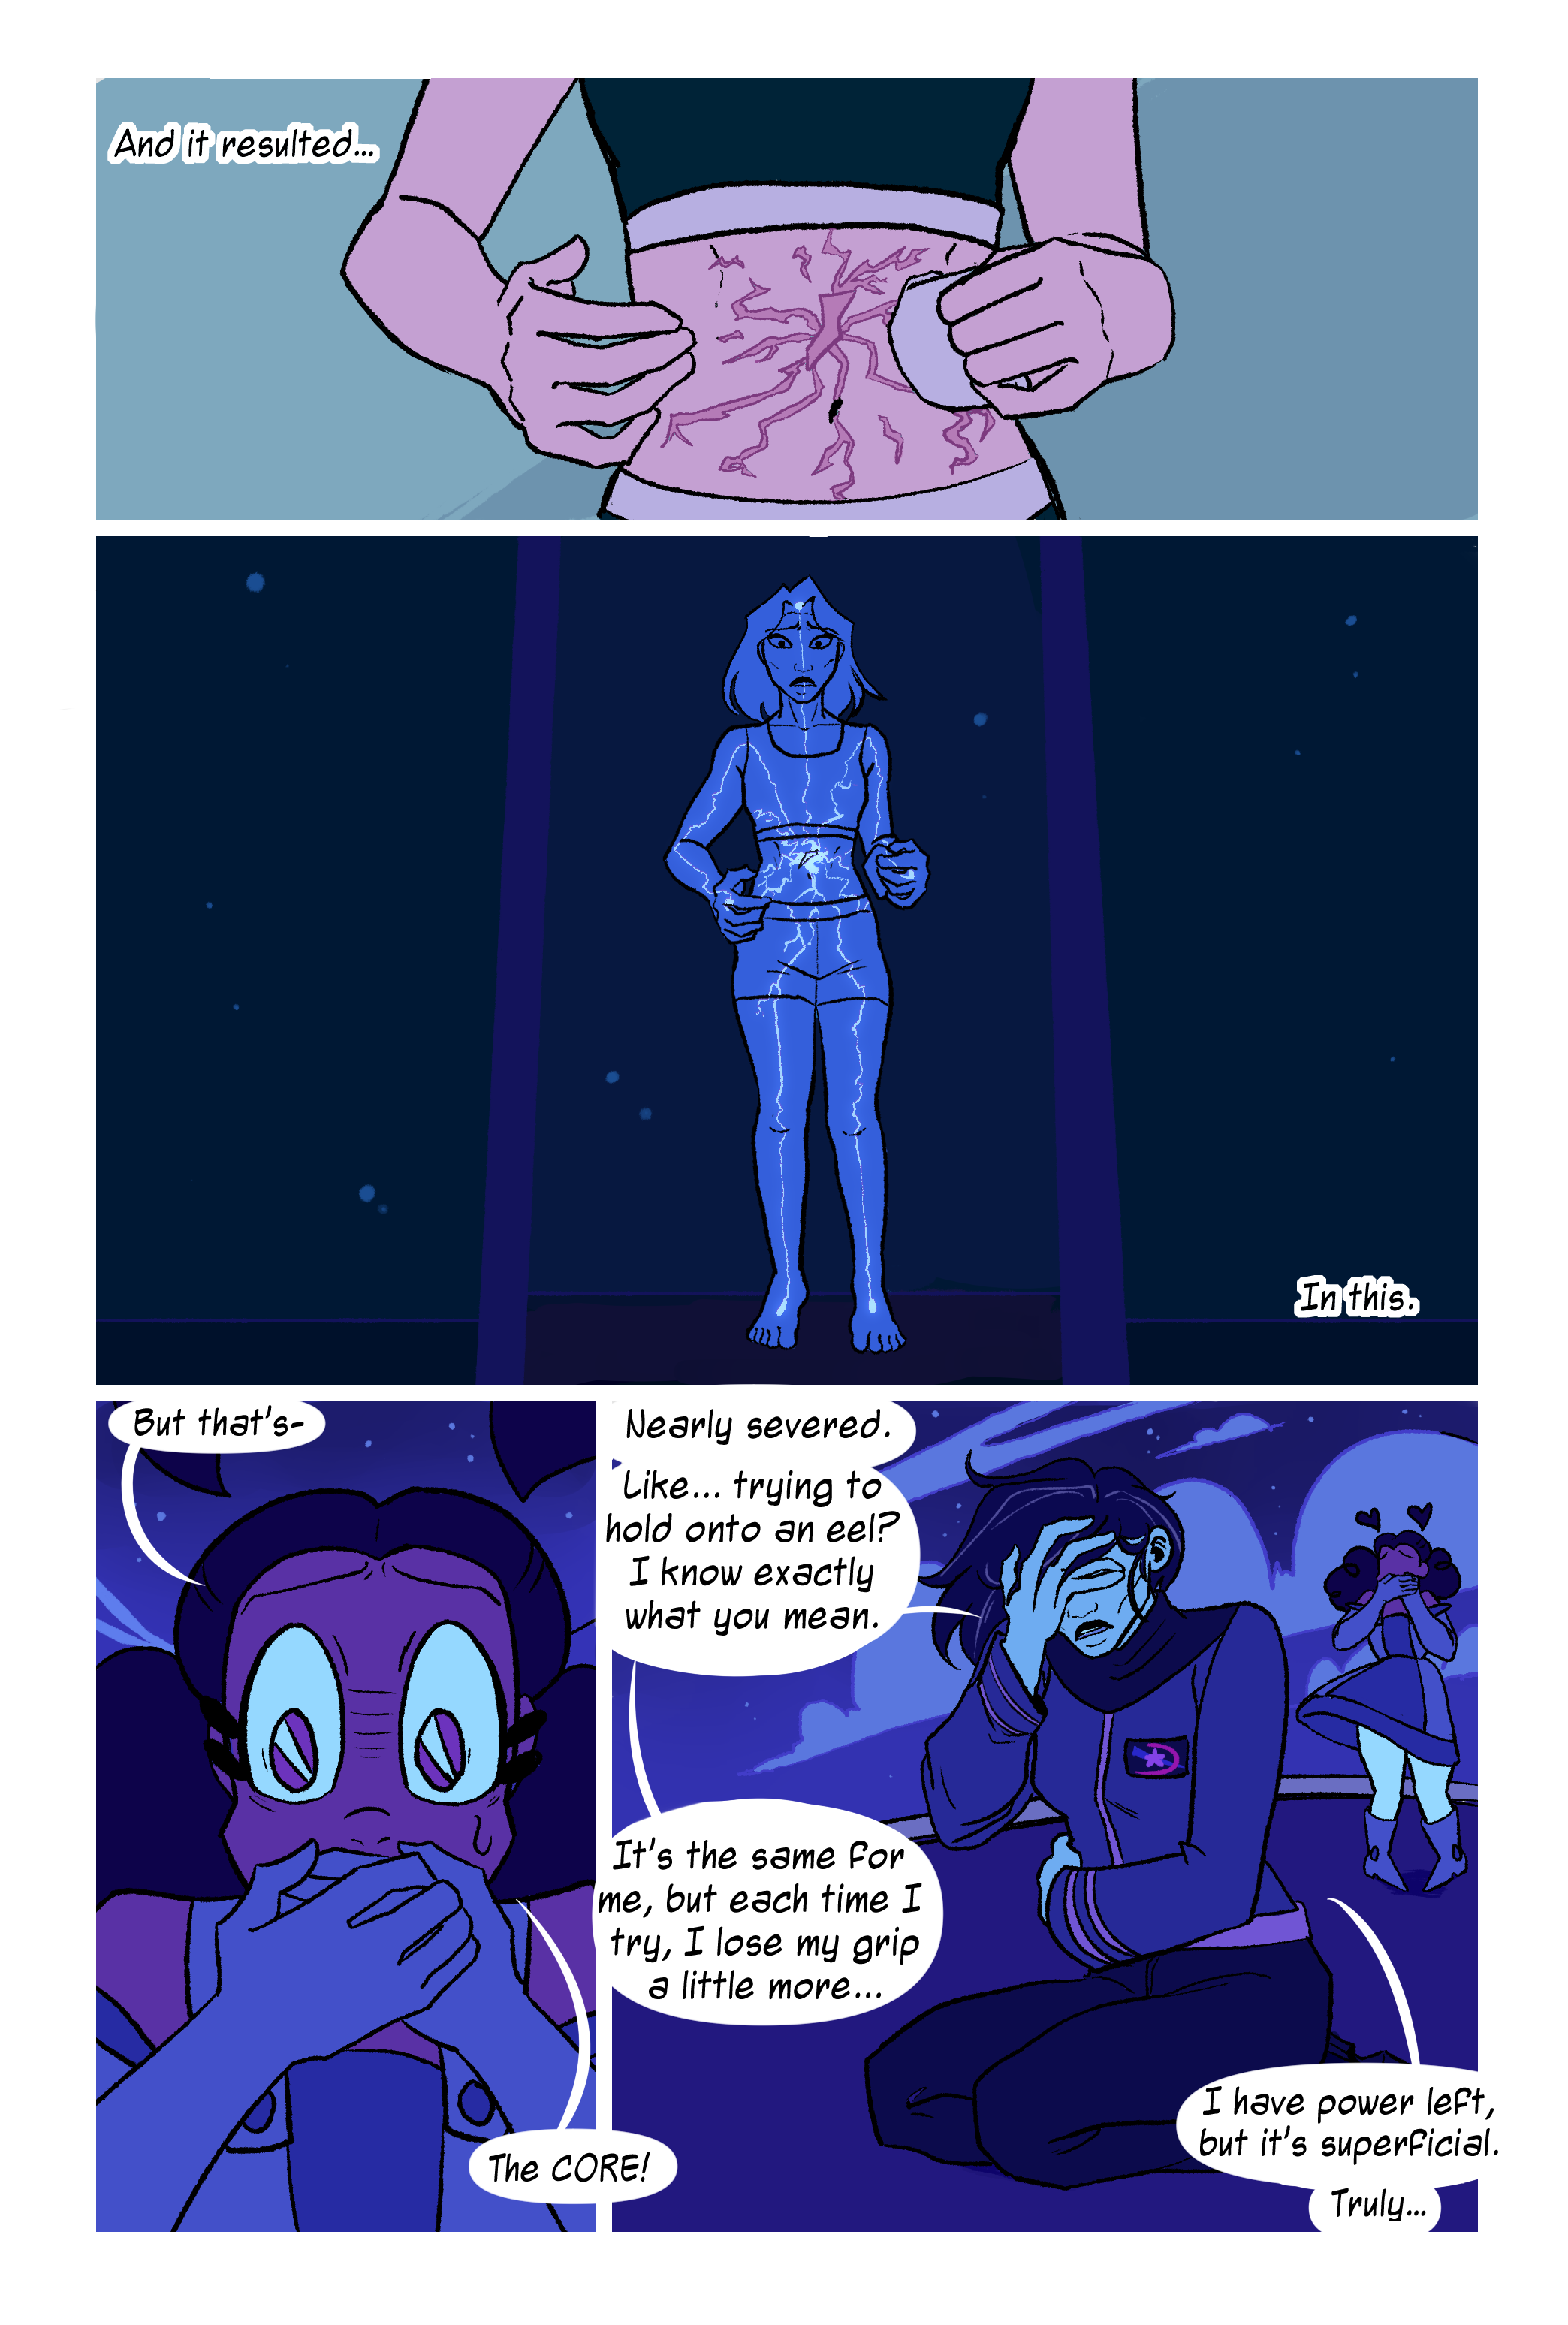 And it resulted...
In this.
But that's-
The CORE!
Nearly severed.
Like... trying to
hold onto an eel?
I know exactly
what you mean.
It's the same for
me, but each time I
try, I lose my grip
a little more...
I have power left,
but it's superficial.
Truly...